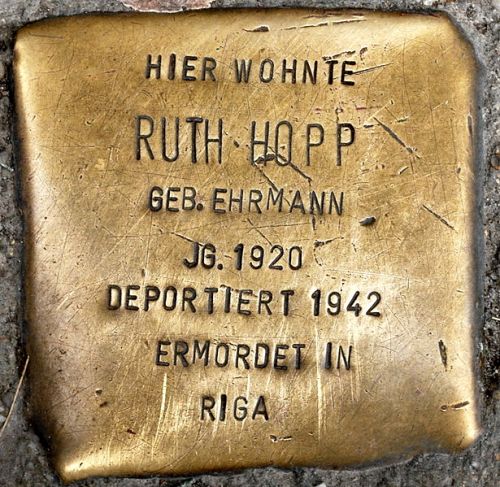 HIER WOHNTE
RUTH HOPP
GEB. EHRMANN
JG. 1920
DEPORTIERT 1942
ERMORDET IN
RIGA